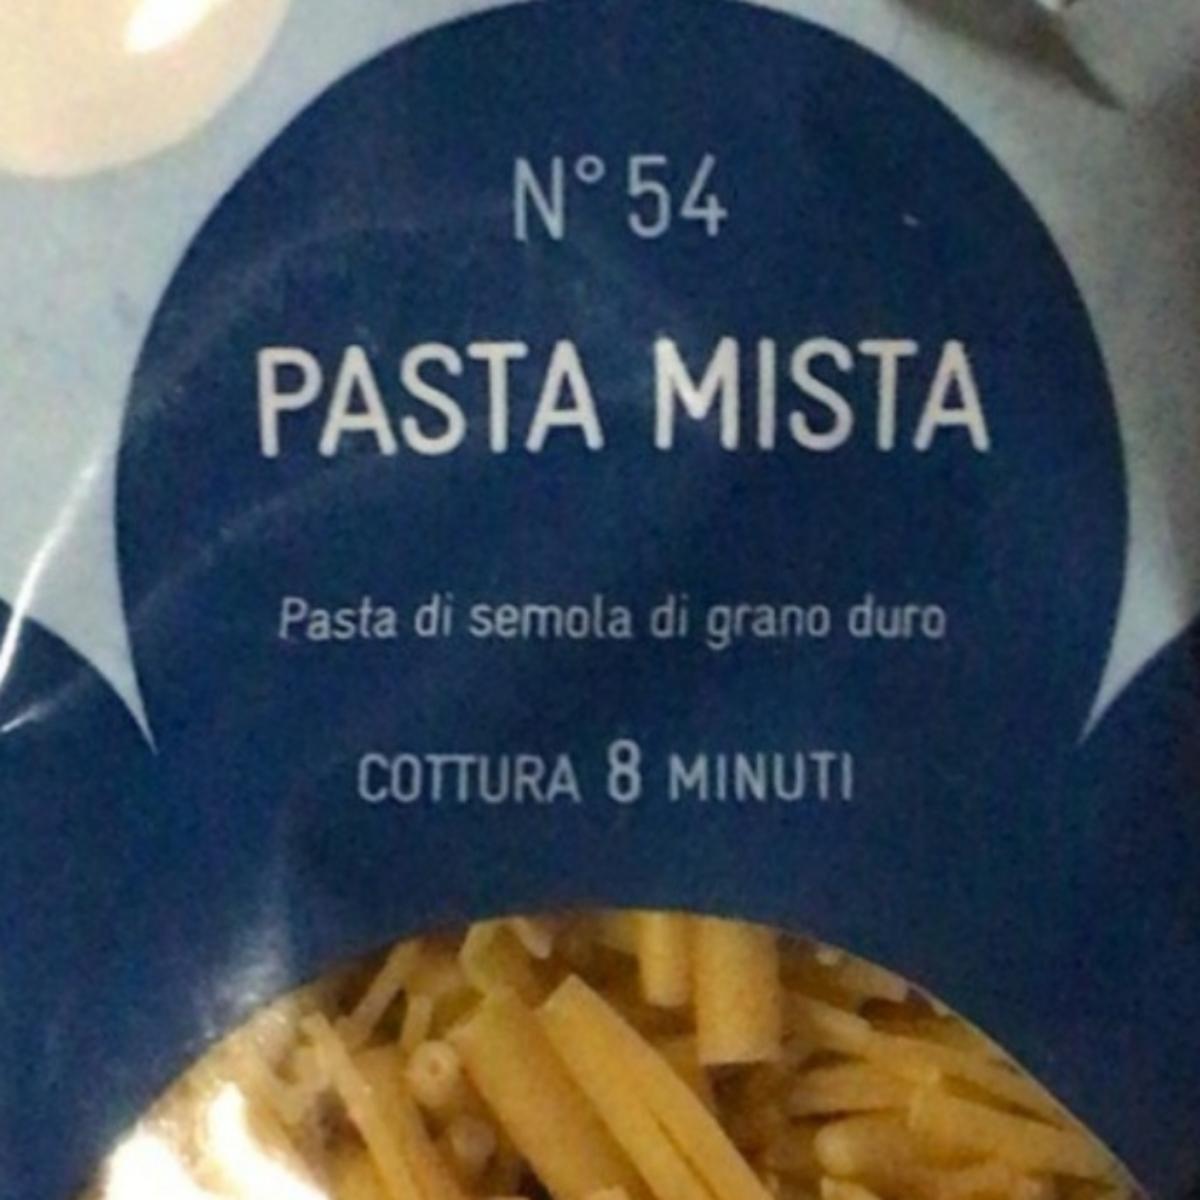 N° 54
PASTA MISTA
Pasta di semola di grano duro
COTTURA 8 MINUTI